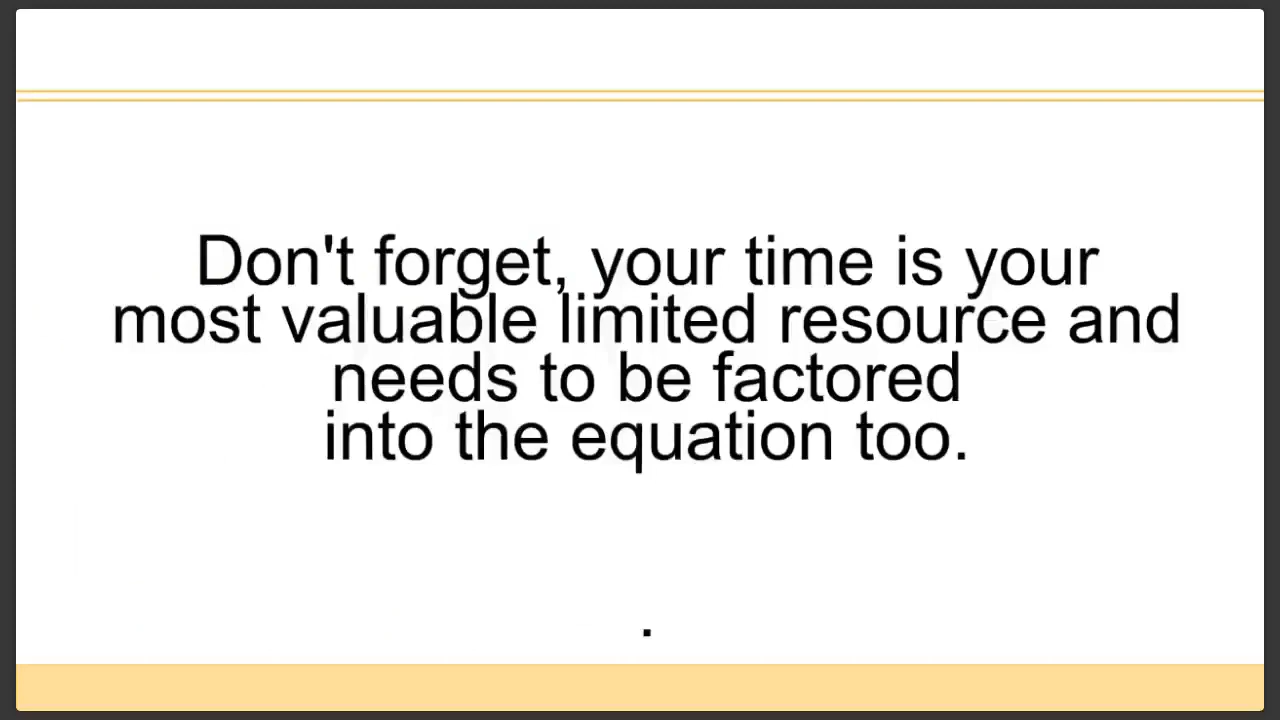 Don't forget, your time is your
most valuable limited resource and
needs to be factored
into the equation too.
.